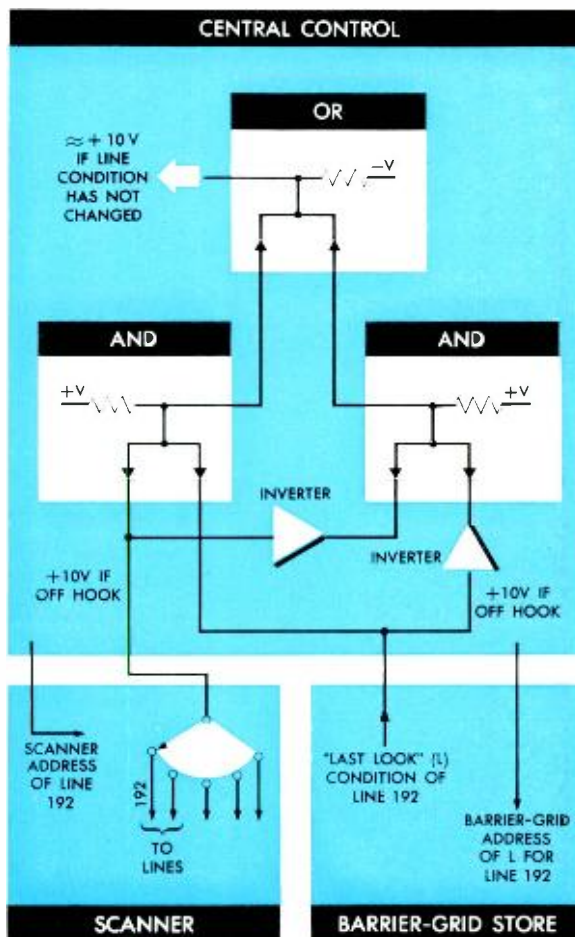 CENTRAL CONTROL
OR
≈ + 10 V
IF LINE
CONDITION
HAS NOT
CHANGED
−V
AND
AND
+V
+V
INVERTER
INVERTER
+10V IF
OFF HOOK
+10V IF
OFF HOOK
SCANNER
ADDRESS
OF LINE
192
192
TO
LINES
"LAST LOOK" (L)
CONDITION OF
LINE 192
BARRIER-GRID
ADDRESS
OF L FOR
LINE 192
SCANNER
BARRIER-GRID STORE